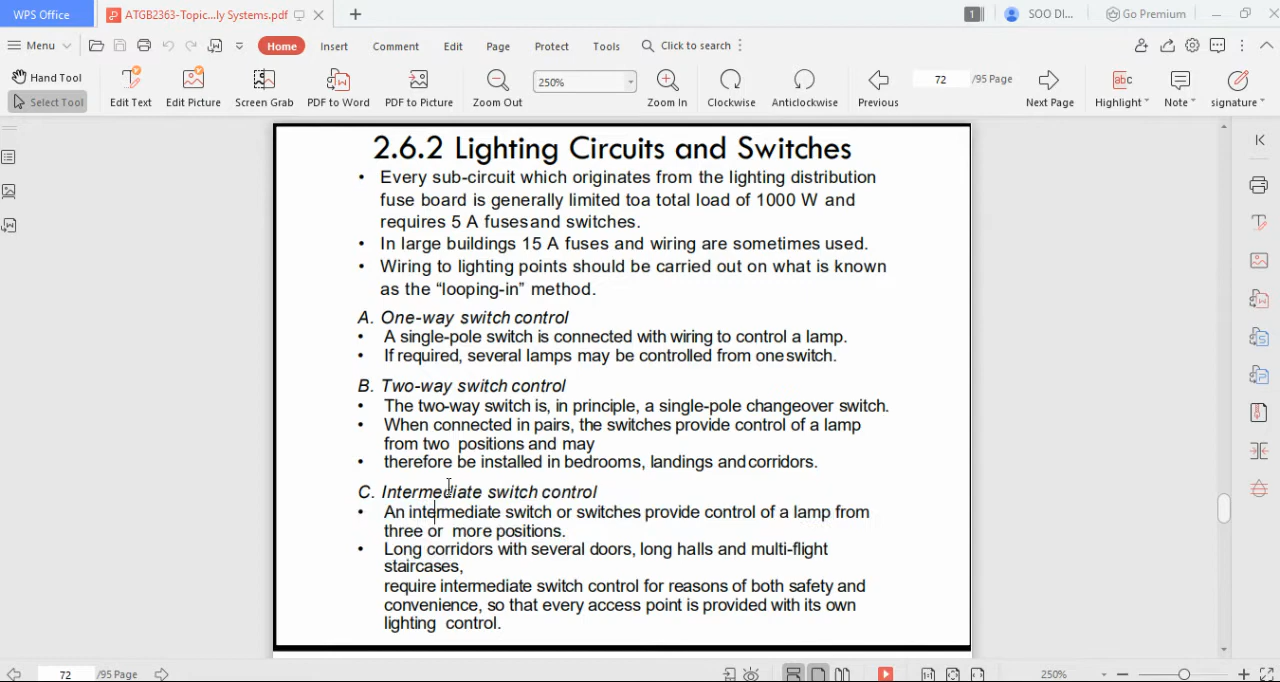 WPS Office
ATGB2363-Topic...ly Systems.pdf
1
SOO DI...
Go Premium
Menu
Home
Insert
Comment
Edit
Page
Protect
Tools
Click to search
Hand Tool
Select Tool
Edit Text
Edit Picture
Screen Grab
PDF to Word
PDF to Picture
Zoom Out
250%
Zoom In
Clockwise
Anticlockwise
Previous
72 /95 Page
Next Page
abc
Highlight
Note
signature
2.6.2 Lighting Circuits and Switches
• Every sub-circuit which originates from the lighting distribution
fuse board is generally limited toa total load of 1000 W and
requires 5 A fusesand switches.
• In large buildings 15 A fuses and wiring are sometimes used.
• Wiring to lighting points should be carried out on what is known
as the “looping-in” method.
A. One-way switch control
• A single-pole switch is connected with wiring to control a lamp.
• If required, several lamps may be controlled from oneswitch.
B. Two-way switch control
• The two-way switch is, in principle, a single-pole changeover switch.
• When connected in pairs, the switches provide control of a lamp
from two positions and may
• therefore be installed in bedrooms, landings andcorridors.
C. Intermediate switch control
• An intermediate switch or switches provide control of a lamp from
three or more positions.
• Long corridors with several doors, long halls and multi-flight
staircases,
require intermediate switch control for reasons of both safety and
convenience, so that every access point is provided with its own
lighting control.
72 /95 Page
250%